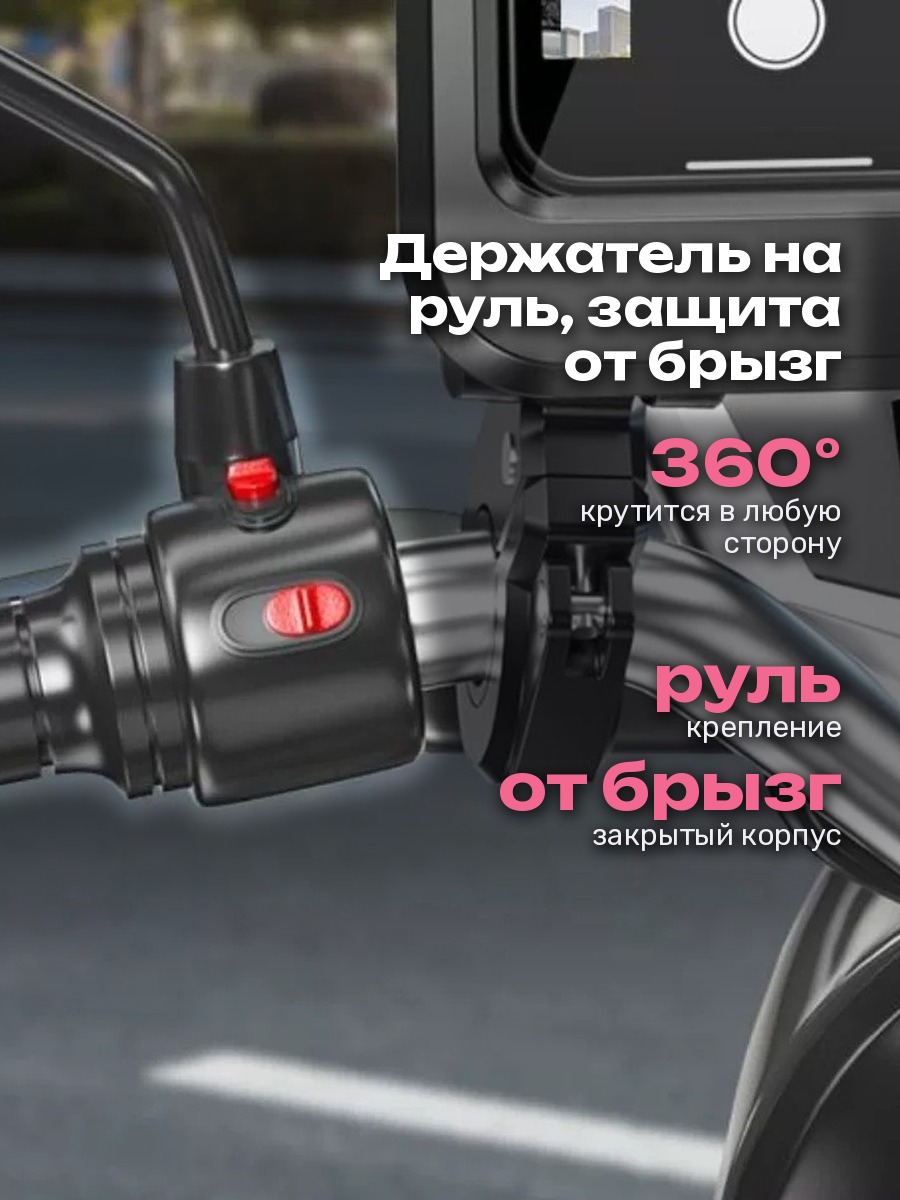 Держатель на
руль, защита
от брызг
360°
крутится в любую
сторону
руль
крепление
от брызг
закрытый корпус